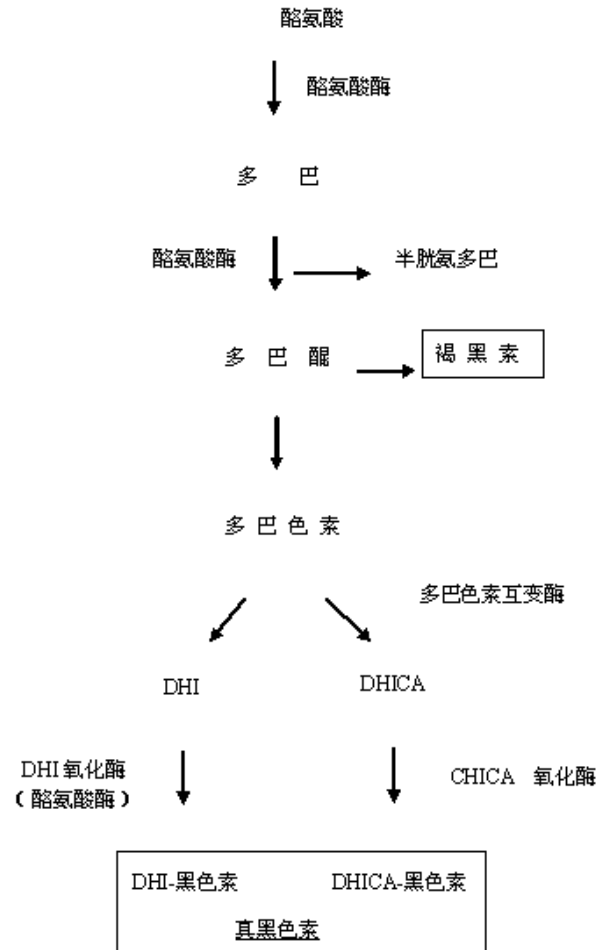 酪氨酸
酪氨酸酶
多 巴
酪氨酸酶
半胱氨多巴
多 巴 醌
褐 黑 素
多 巴 色 素
多巴色素互变酶
DHI
DHICA
DHI 氧化酶
（酪氨酸酶）
CHICA 氧化酶
DHI-黑色素
DHICA-黑色素
真黑色素